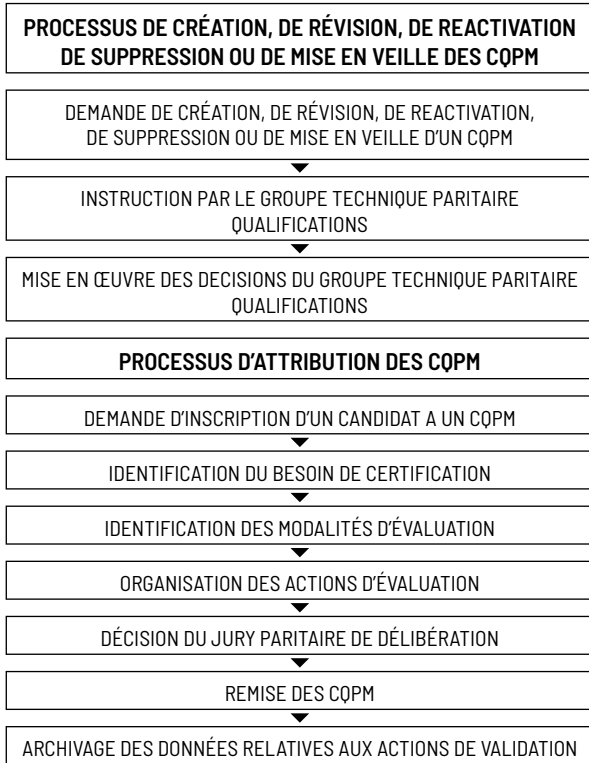 PROCESSUS DE CRÉATION, DE RÉVISION, DE REACTIVATION
DE SUPPRESSION OU DE MISE EN VEILLE DES CQPM
DEMANDE DE CRÉATION, DE RÉVISION, DE REACTIVATION,
DE SUPPRESSION OU DE MISE EN VEILLE D'UN CQPM
INSTRUCTION PAR LE GROUPE TECHNIQUE PARITAIRE
QUALIFICATIONS
MISE EN ŒUVRE DES DECISIONS DU GROUPE TECHNIQUE PARITAIRE
QUALIFICATIONS
PROCESSUS D'ATTRIBUTION DES CQPM
DEMANDE D'INSCRIPTION D'UN CANDIDAT A UN CQPM
IDENTIFICATION DU BESOIN DE CERTIFICATION
IDENTIFICATION DES MODALITÉS D'ÉVALUATION
ORGANISATION DES ACTIONS D'ÉVALUATION
DÉCISION DU JURY PARITAIRE DE DÉLIBÉRATION
REMISE DES CQPM
ARCHIVAGE DES DONNÉES RELATIVES AUX ACTIONS DE VALIDATION